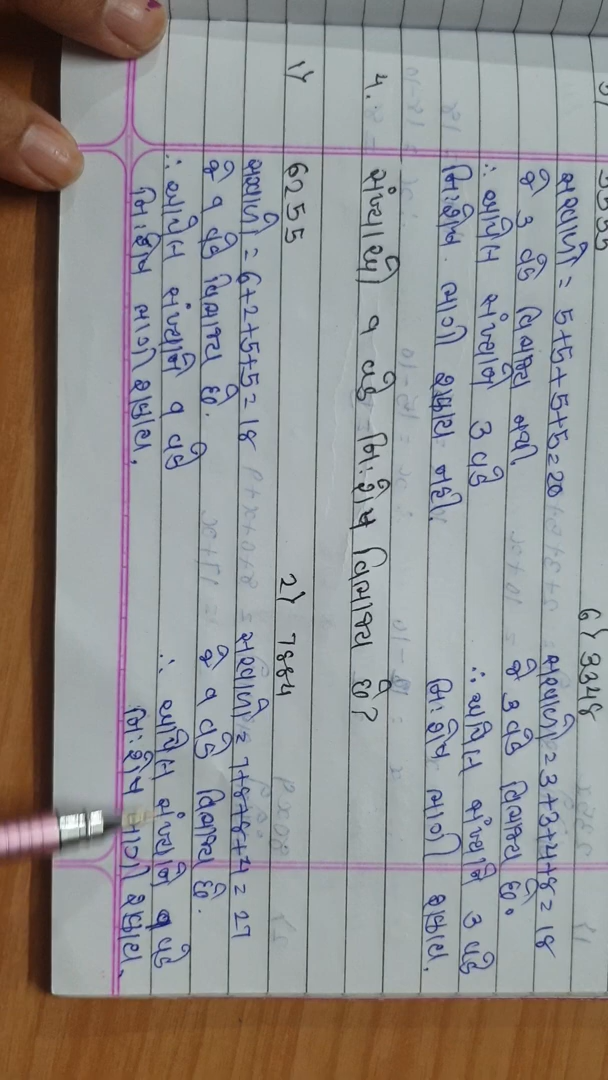 5555
સરવાળો = 5+5+5+5=20
જે 3 વડે વિભાજ્ય નથી.
∴ આપેલ સંખ્યાને 3 વડે
નિઃશેષ ભાગી શકાય નહીં.
6) 3348
સરવાળો = 3+3+4+8=18
જે 3 વડે વિભાજ્ય છે.
∴ આપેલ સંખ્યાને 3 વડે
નિઃશેષ ભાગી શકાય.
4. સંખ્યાઓ 9 વડે નિઃશેષ વિભાજ્ય છે?
1) 6255
સરવાળો = 6+2+5+5=18
જે 9 વડે વિભાજ્ય છે.
∴ આપેલ સંખ્યાને 9 વડે
નિઃશેષ ભાગી શકાય.
2) 7884
સરવાળો = 7+8+8+4=27
જે 9 વડે વિભાજ્ય છે.
∴ આપેલ સંખ્યાને 9 વડે
નિઃશેષ ભાગી શકાય.